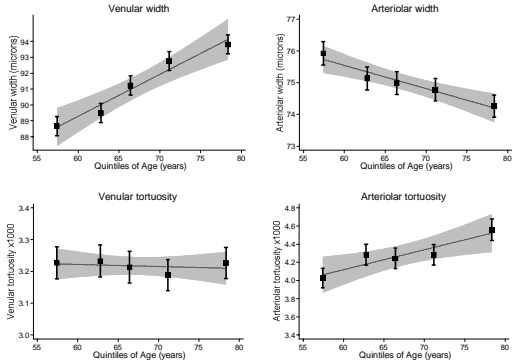 Venular width
Venular width (microns)
94
93
92
91
90
89
88
55 60 65 70 75 80
Quintiles of Age (years)
Arteriolar width
Arteriolar width (microns)
77
76
75
74
73
55 60 65 70 75 80
Quintiles of Age (years)
Venular tortuosity
Venular tortuosity x1000
3.4
3.3
3.2
3.1
3.0
55 60 65 70 75 80
Quintiles of Age (years)
Arteriolar tortuosity
Arteriolar tortuosity x1000
4.8
4.6
4.4
4.2
4.0
3.8
3.6
3.4
55 60 65 70 75 80
Quintiles of Age (years)